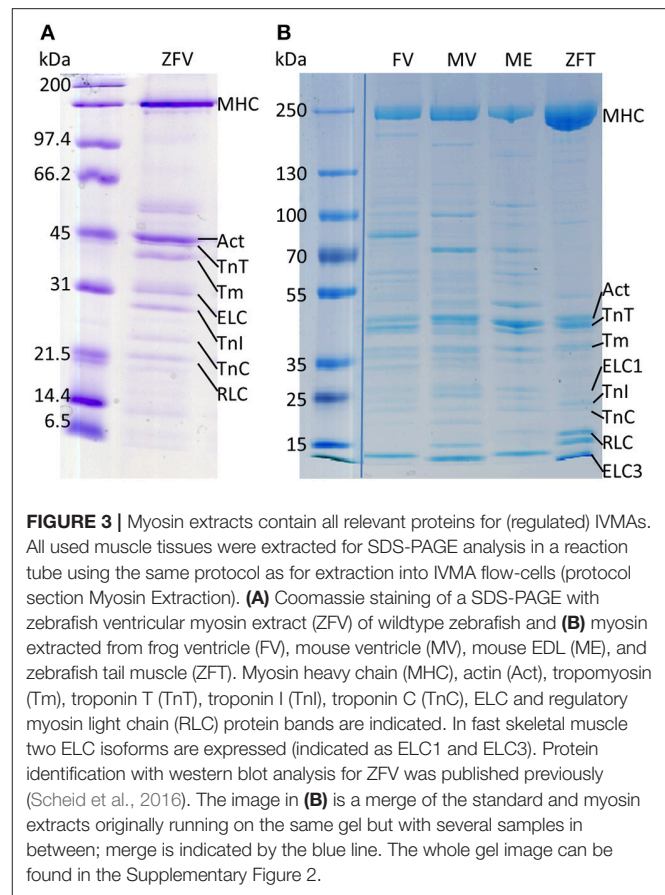 A
kDa ZFV
200
MHC
97.4
66.2
45
Act
TnT
31
Tm
ELC
TnI
21.5
TnC
14.4
RLC
6.5
B
kDa FV MV ME ZFT
250
MHC
130
100
70
55
Act
TnT
Tm
35
ELC1
25
TnI
TnC
15
RLC
ELC3
FIGURE 3 | Myosin extracts contain all relevant proteins for (regulated) IVMAs.
All used muscle tissues were extracted for SDS-PAGE analysis in a reaction
tube using the same protocol as for extraction into IVMA flow-cells (protocol
section Myosin Extraction). (A) Coomassie staining of a SDS-PAGE with
zebrafish ventricular myosin extract (ZFV) of wildtype zebrafish and (B) myosin
extracted from frog ventricle (FV), mouse ventricle (MV), mouse EDL (ME), and
zebrafish tail muscle (ZFT). Myosin heavy chain (MHC), actin (Act), tropomyosin
(Tm), troponin T (TnT), troponin I (TnI), troponin C (TnC), ELC and regulatory
myosin light chain (RLC) protein bands are indicated. In fast skeletal muscle
two ELC isoforms are expressed (indicated as ELC1 and ELC3). Protein
identification with western blot analysis for ZFV was published previously
(Scheid et al., 2016). The image in (B) is a merge of the standard and myosin
extracts originally running on the same gel but with several samples in
between; merge is indicated by the blue line. The whole gel image can be
found in the Supplementary Figure 2.